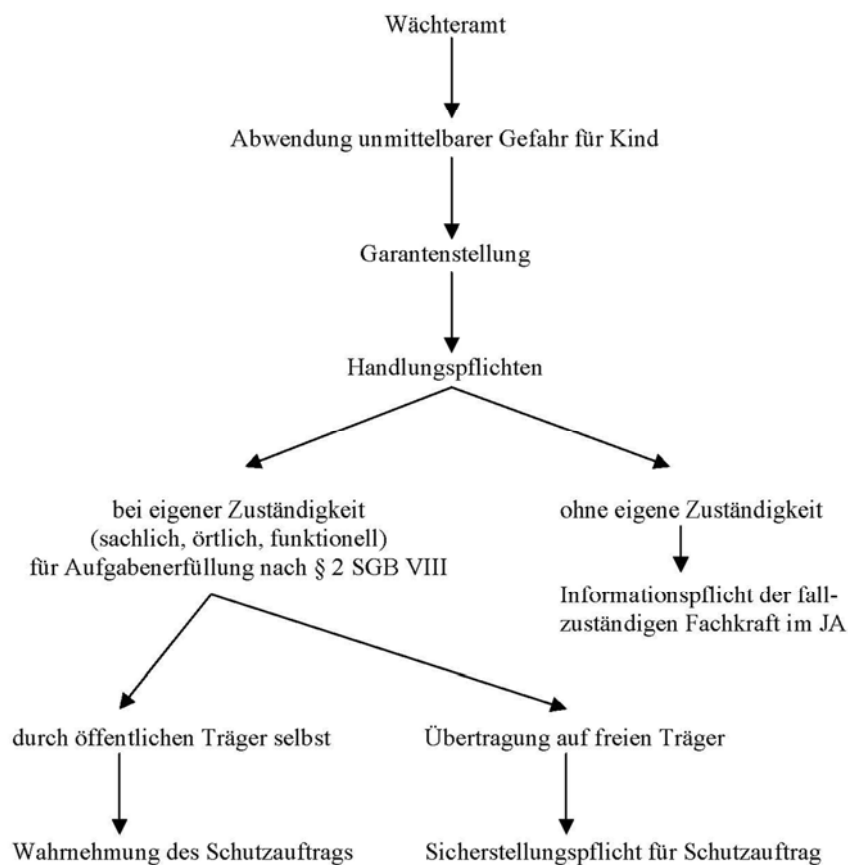 Wächteramt
Abwendung unmittelbarer Gefahr für Kind
Garantenstellung
Handlungspflichten
bei eigener Zuständigkeit
(sachlich, örtlich, funktionell)
für Aufgabenerfüllung nach § 2 SGB VIII
ohne eigene Zuständigkeit
Informationspflicht der fall-
zuständigen Fachkraft im JA
durch öffentlichen Träger selbst
Übertragung auf freien Träger
Wahrnehmung des Schutzauftrags
Sicherstellungspflicht für Schutzauftrag